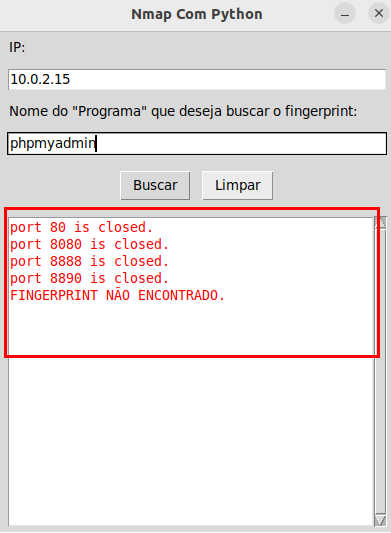 Nmap Com Python
IP:
10.0.2.15
Nome do "Programa" que deseja buscar o fingerprint:
phpmyadmin
Buscar Limpar
port 80 is closed.
port 8080 is closed.
port 8888 is closed.
port 8890 is closed.
FINGERPRINT NÃO ENCONTRADO.